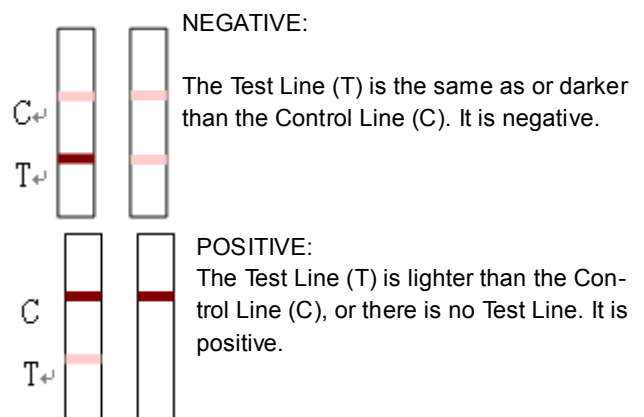 NEGATIVE:
The Test Line (T) is the same as or darker
than the Control Line (C). It is negative.
C↵
T↵
POSITIVE:
The Test Line (T) is lighter than the Con-
trol Line (C), or there is no Test Line. It is
positive.
C
T↵